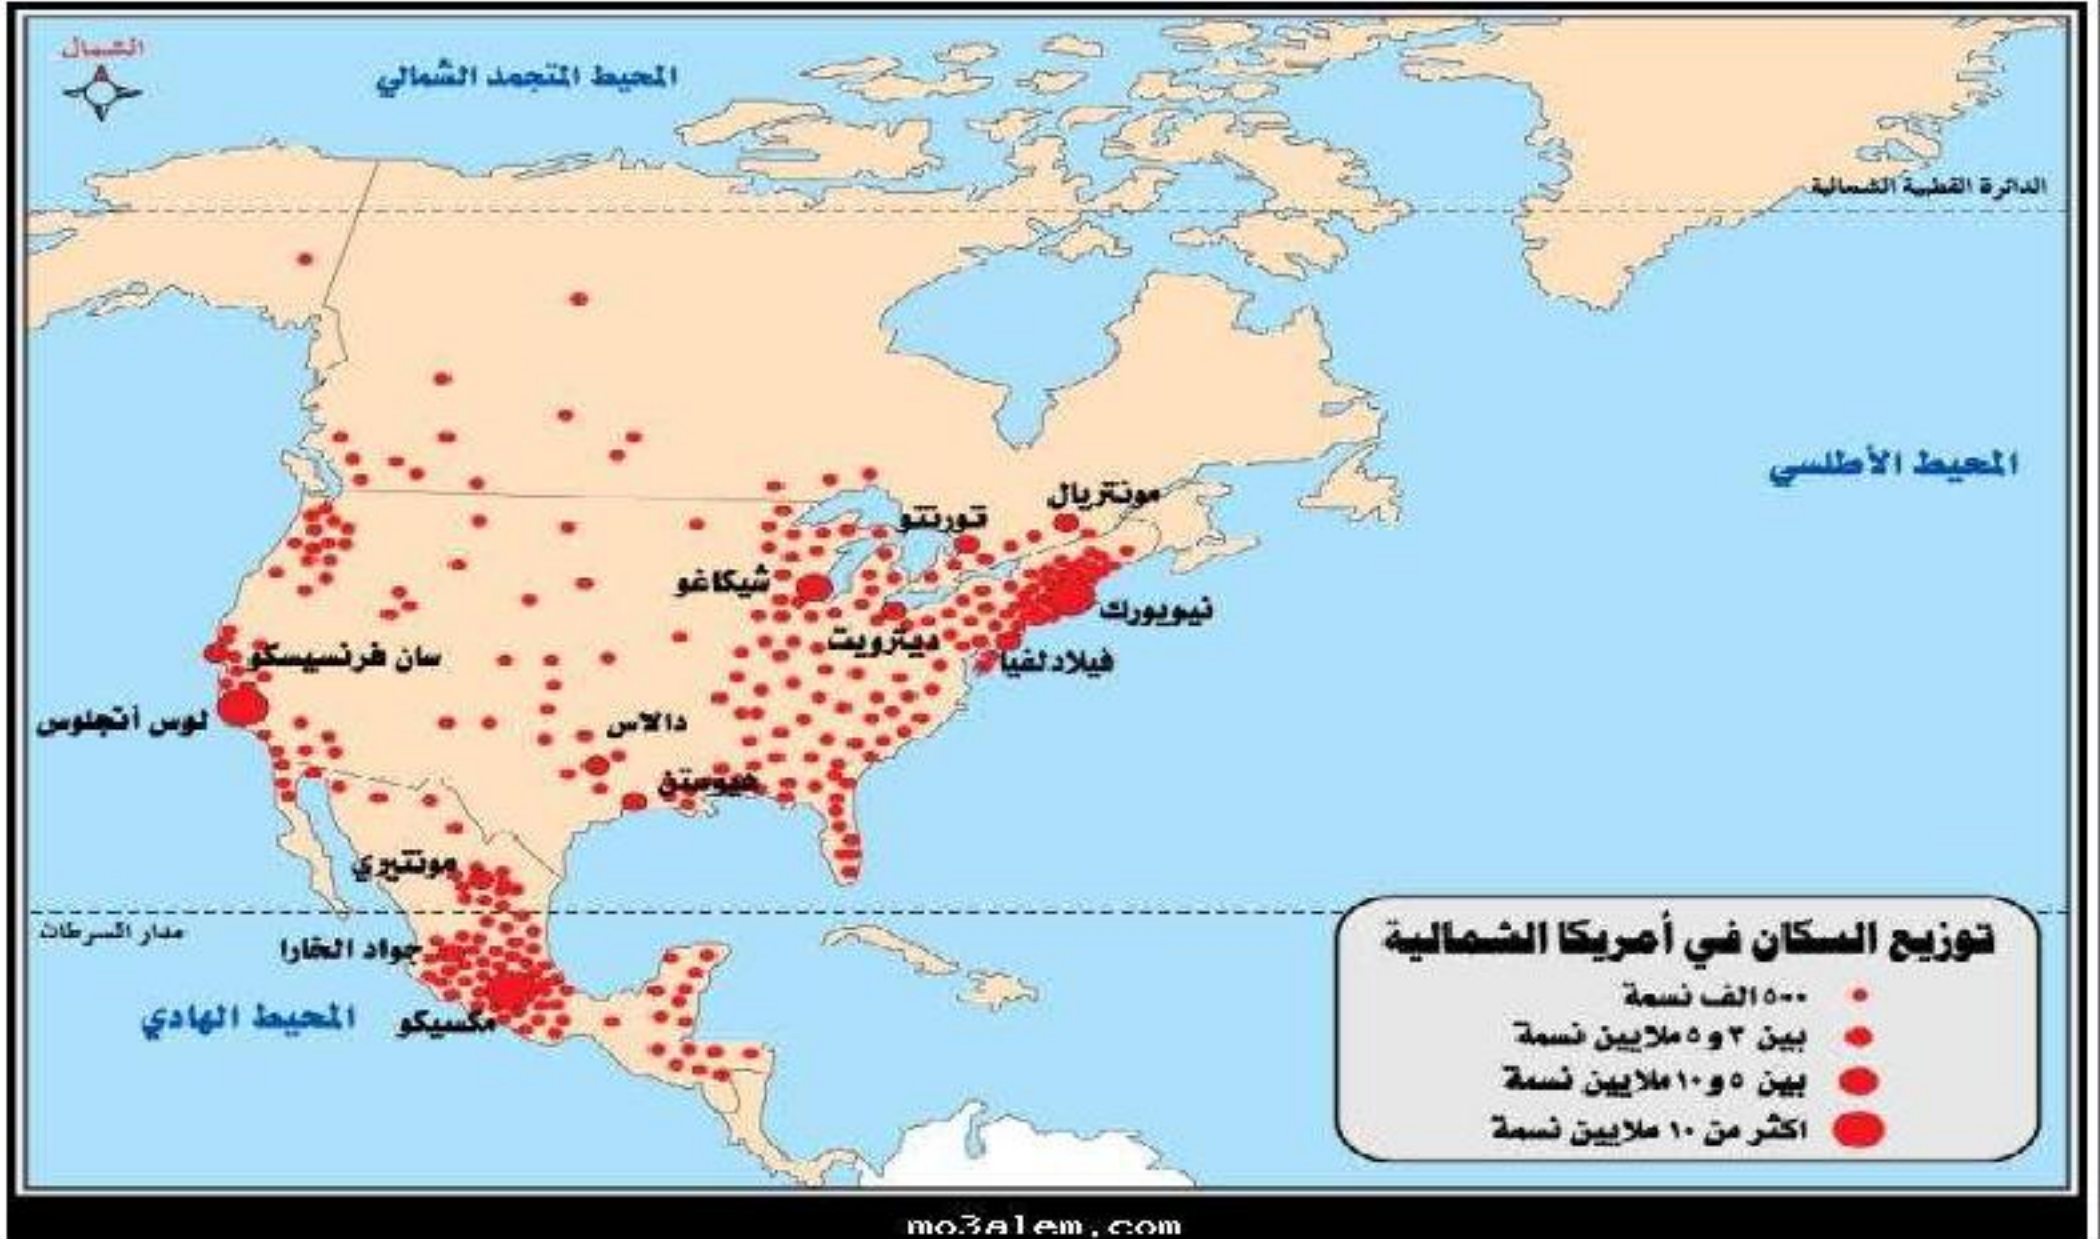 الشمال
المحيط المتجمد الشمالي
الدائرة القطبية الشمالية
المحيط الأطلسي
مونتريال
تورنتو
شيكاغو
نيويورك
ديترويت
فيلادلفيا
سان فرنسيسكو
لوس أنجلوس
دالاس
هيوستن
مونتيري
مدار السرطان
جواد الخارا
المحيط الهادي
مكسيكو
توزيع السكان في أمريكا الشمالية
٥٠٠ الف نسمة
بين ٣ و ٥ ملايين نسمة
بين ٥ و ١٠ ملايين نسمة
اكثر من ١٠ ملايين نسمة
mo3alem.com